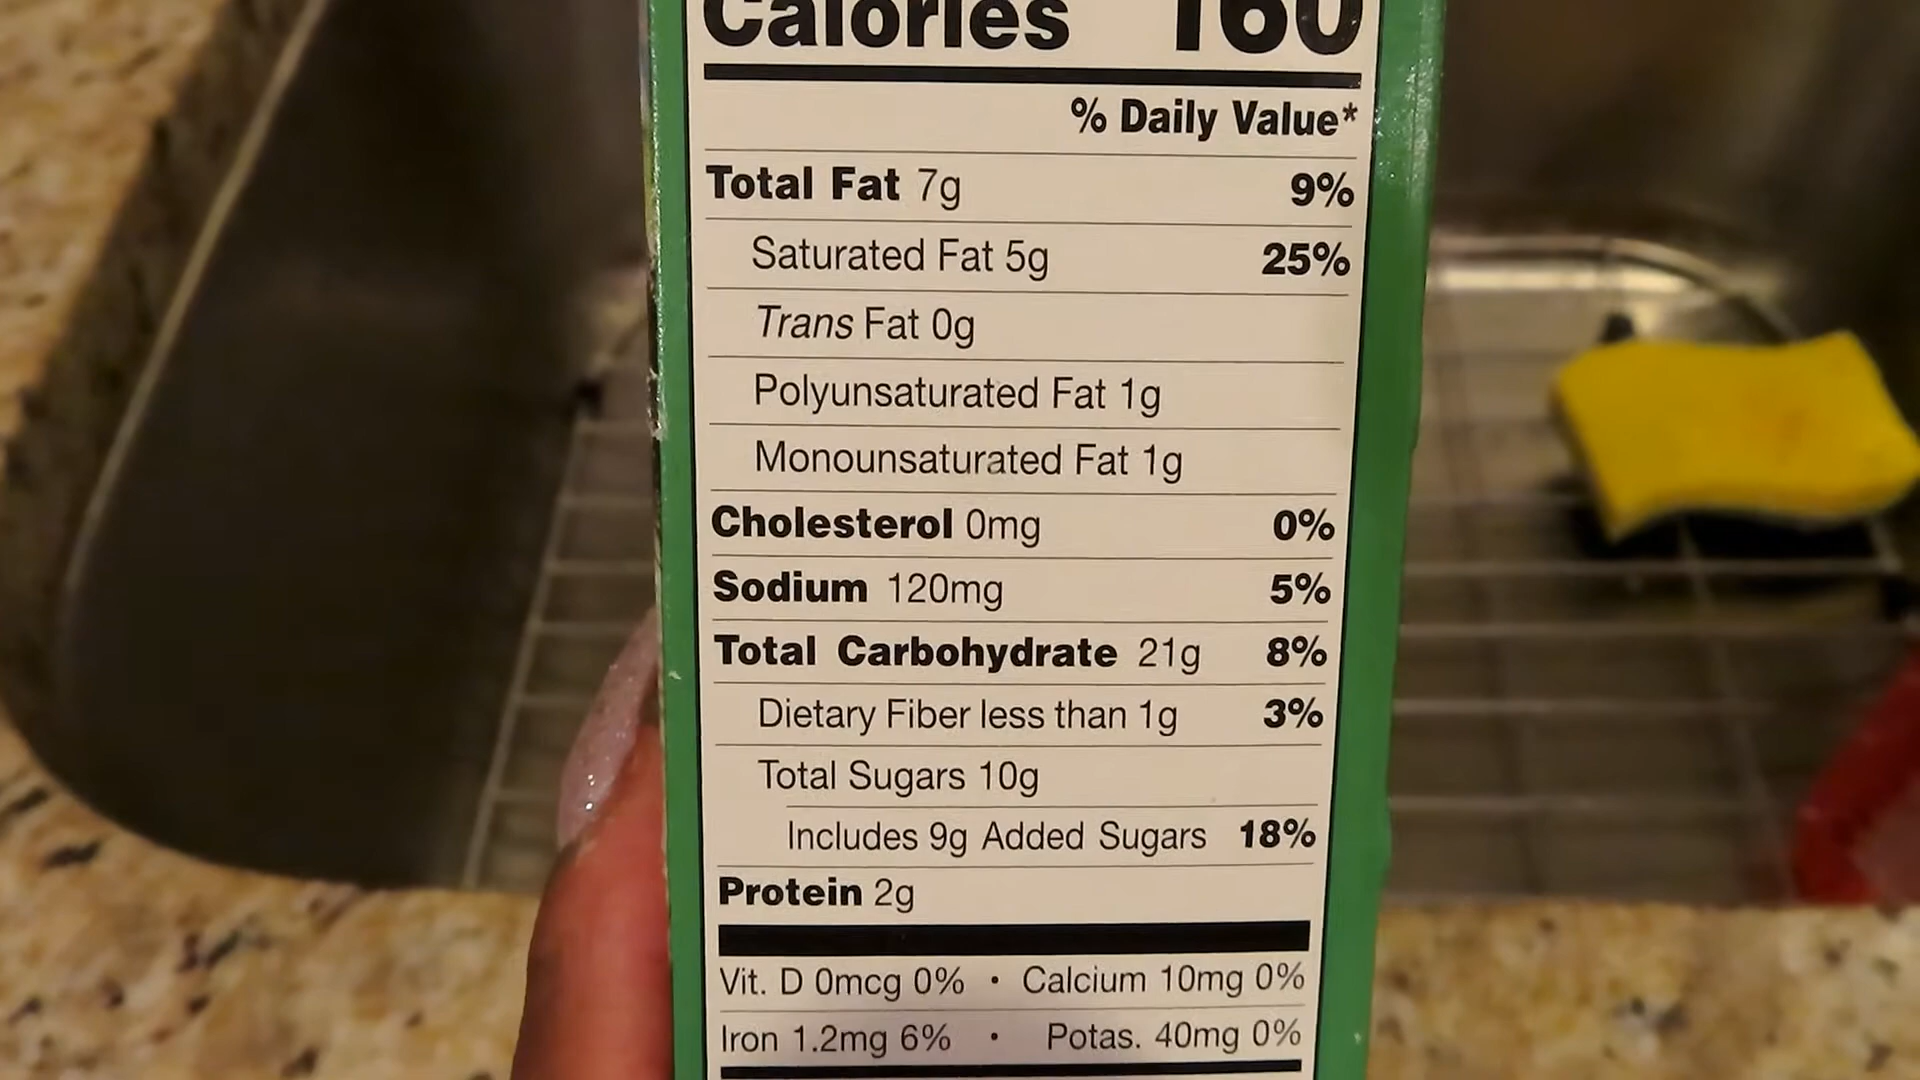 Calories 160
% Daily Value*
Total Fat 7g 9%
Saturated Fat 5g 25%
Trans Fat 0g
Polyunsaturated Fat 1g
Monounsaturated Fat 1g
Cholesterol 0mg 0%
Sodium 120mg 5%
Total Carbohydrate 21g 8%
Dietary Fiber less than 1g 3%
Total Sugars 10g
Includes 9g Added Sugars 18%
Protein 2g
Vit. D 0mcg 0% • Calcium 10mg 0%
Iron 1.2mg 6% • Potas. 40mg 0%